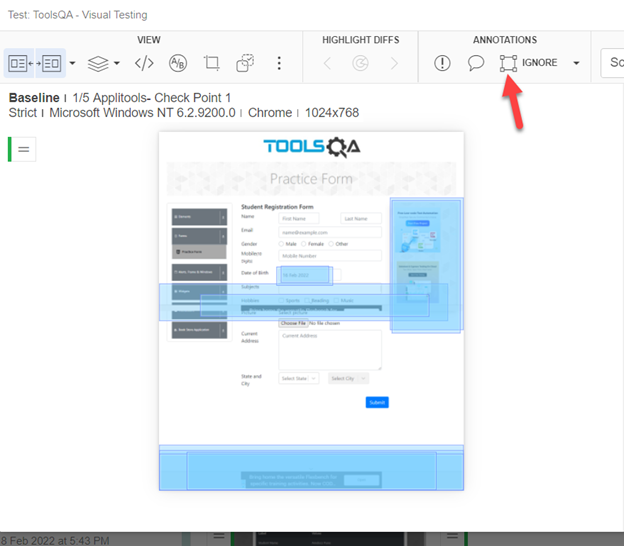 Test: ToolsQA - Visual Testing
VIEW
HIGHLIGHT DIFFS
ANNOTATIONS
A/B
IGNORE
Sc
Baseline | 1/5 Applitools- Check Point 1
Strict | Microsoft Windows NT 6.2.9200.0 | Chrome | 1024x768
TOOLSQA
Practice Form
Student Registration Form
Name
First Name
Last Name
Email
name@example.com
Gender
Male
Female
Other
Practice Form
Mobile Number
Date of Birth
Subjects
Hobbies
Sports
Reading
Music
Picture
Select picture
Choose File
No file chosen
Current
Address
Current Address
State and
City
Select State
Select City
Submit
8 Feb 2022 at 5:43 PM